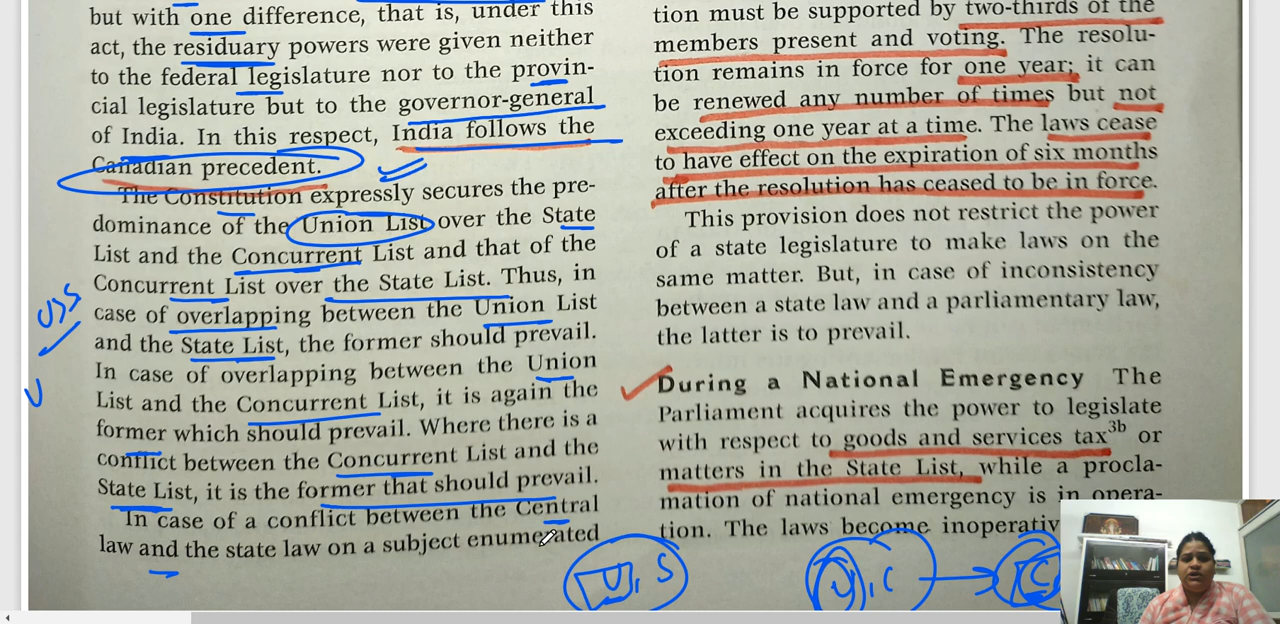 but with one difference, that is, under this
act, the residuary powers were given neither
to the federal legislature nor to the provin-
cial legislature but to the governor-general
of India. In this respect, India follows the
Canadian precedent.
The Constitution expressly secures the pre-
dominance of the Union List over the State
List and the Concurrent List and that of the
Concurrent List over the State List. Thus, in
case of overlapping between the Union List
and the State List, the former should prevail.
In case of overlapping between the Union
List and the Concurrent List, it is again the
former which should prevail. Where there is a
conflict between the Concurrent List and the
State List, it is the former that should prevail.
In case of a conflict between the Central
law and the state law on a subject enumerated
tion must be supported by two-thirds of the
members present and voting. The resolu-
tion remains in force for one year; it can
be renewed any number of times but not
exceeding one year at a time. The laws cease
to have effect on the expiration of six months
after the resolution has ceased to be in force.
This provision does not restrict the power
of a state legislature to make laws on the
same matter. But, in case of inconsistency
between a state law and a parliamentary law,
the latter is to prevail.
During a National Emergency The
Parliament acquires the power to legislate
with respect to goods and services tax3b or
matters in the State List, while a procla-
mation of national emergency is in opera-
tion. The laws become
U, S
U, C
C
U